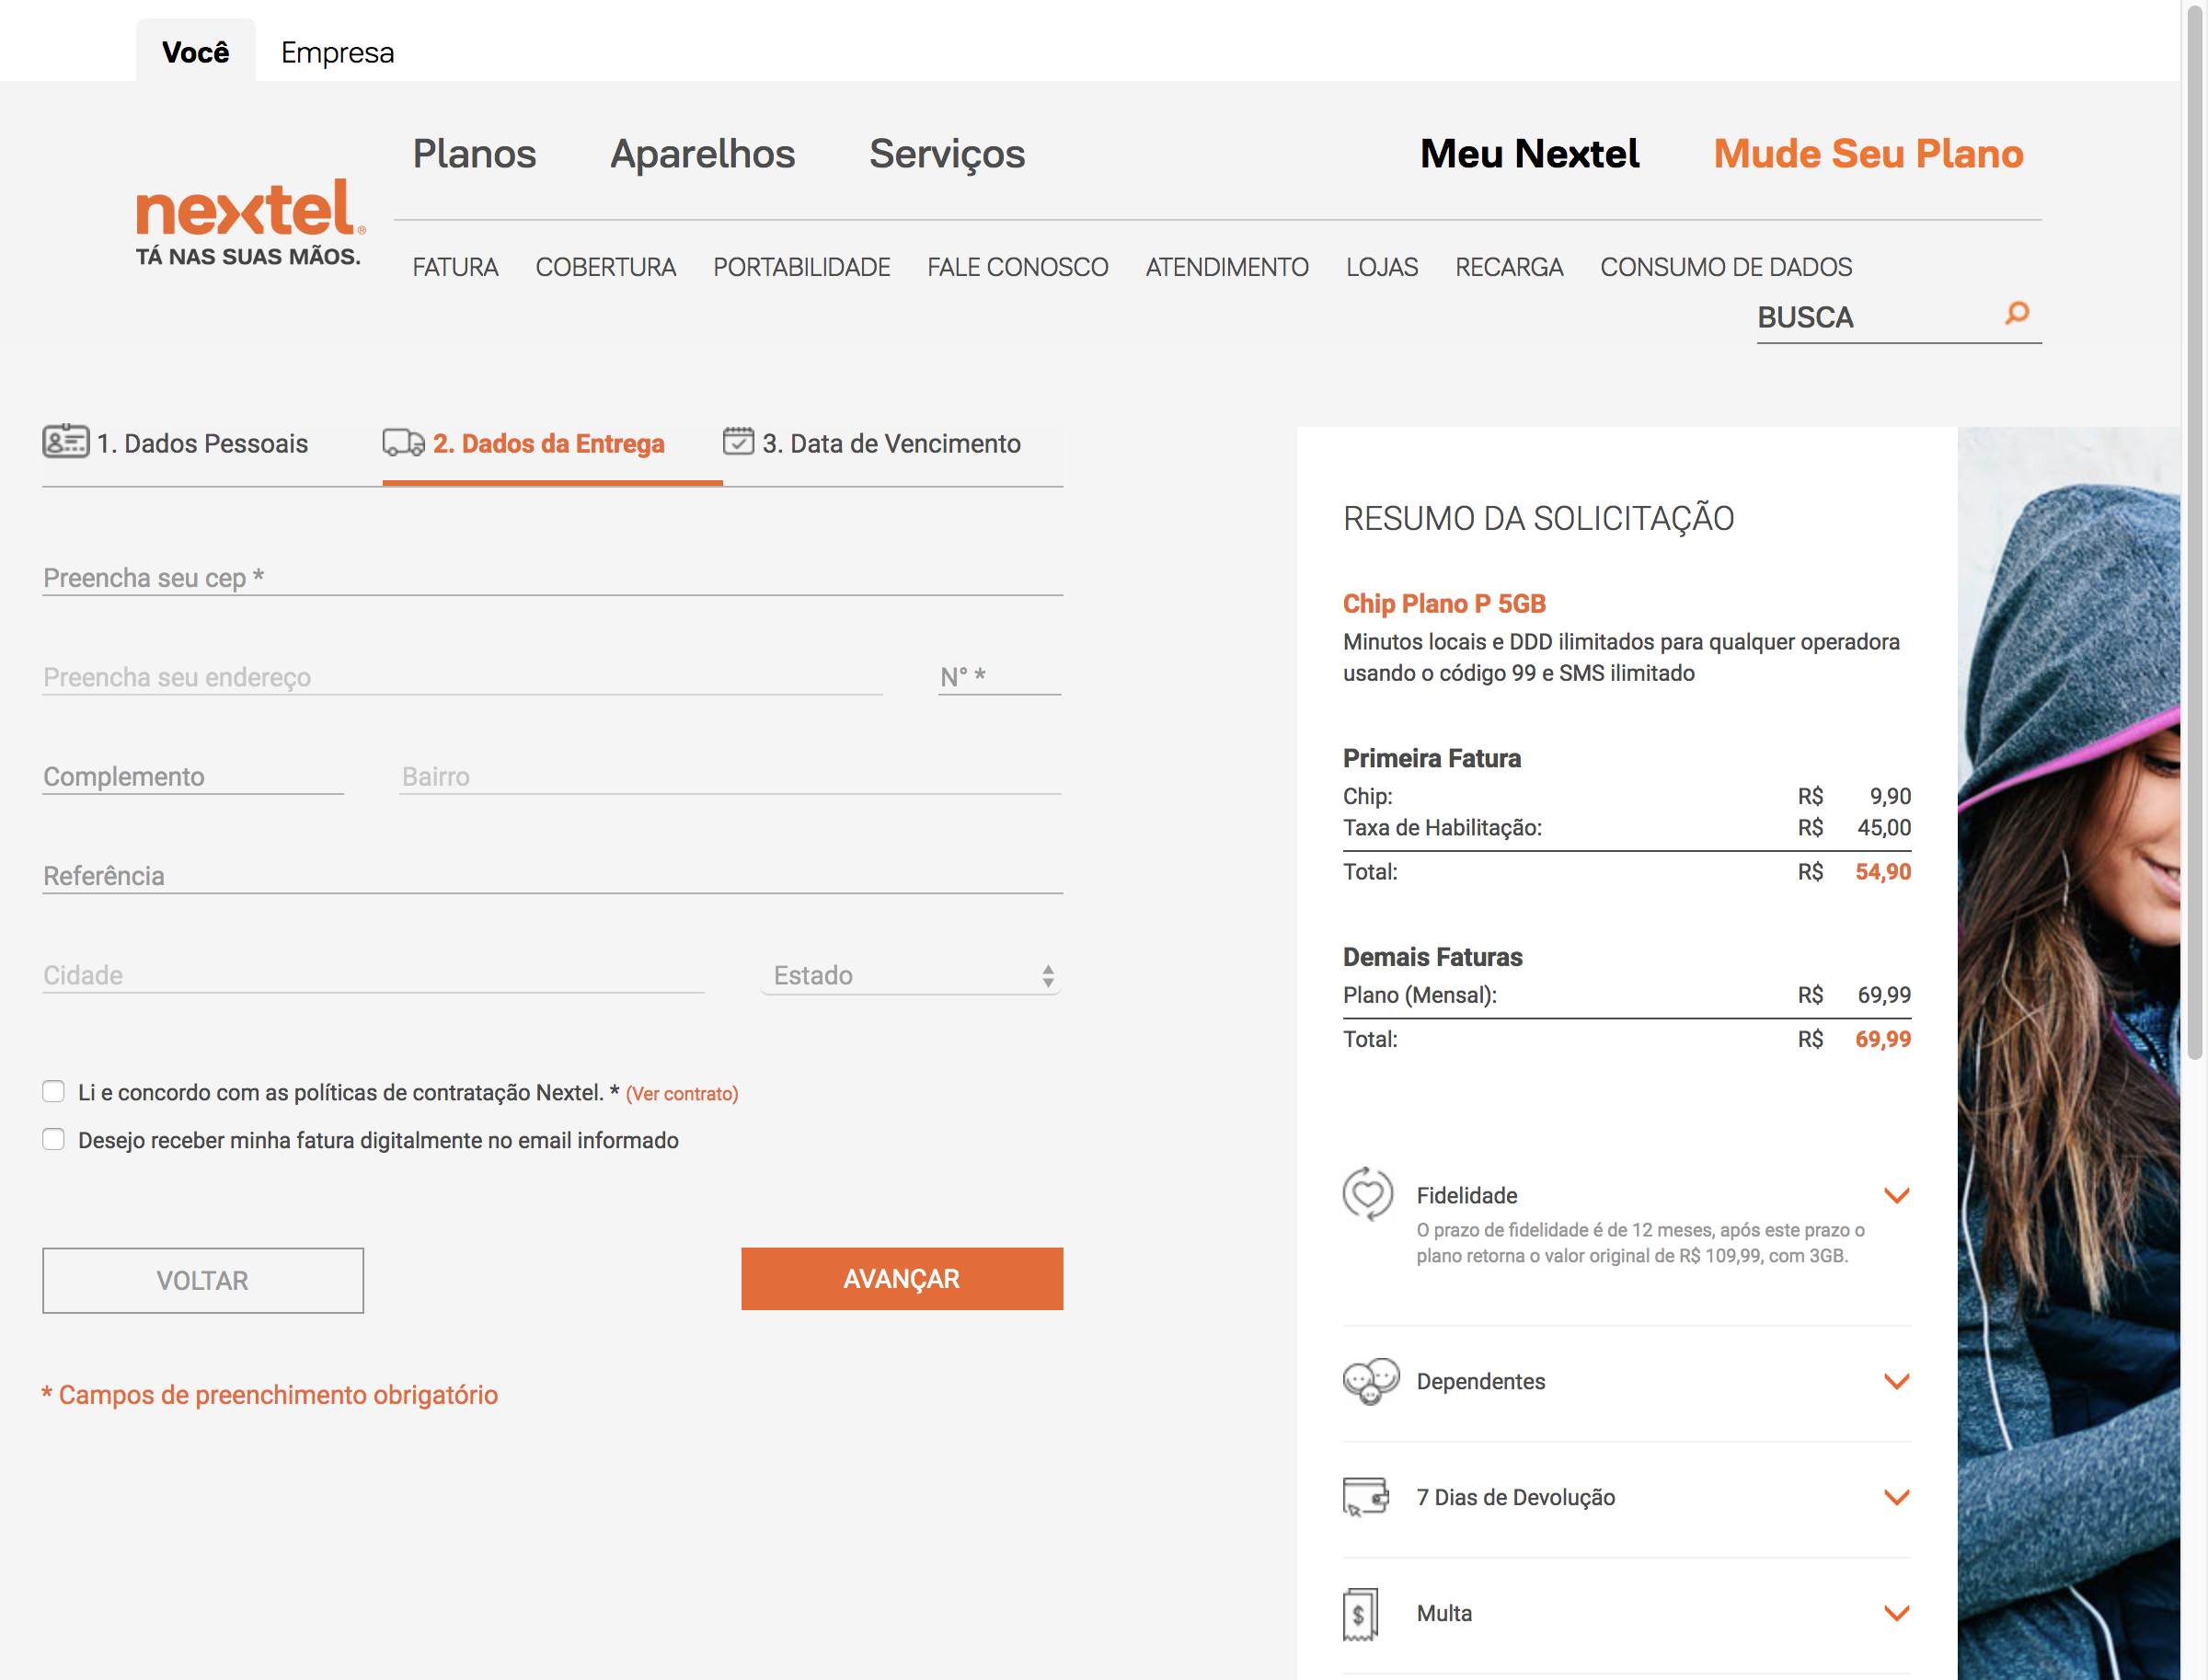 Você Empresa
Planos Aparelhos Serviços Meu Nextel Mude Seu Plano
nextel®
TÁ NAS SUAS MÃOS.
FATURA COBERTURA PORTABILIDADE FALE CONOSCO ATENDIMENTO LOJAS RECARGA CONSUMO DE DADOS
BUSCA
1. Dados Pessoais 2. Dados da Entrega 3. Data de Vencimento
Preencha seu cep *
Preencha seu endereço N° *
Complemento Bairro
Referência
Cidade Estado
Li e concordo com as políticas de contratação Nextel. * (Ver contrato)
Desejo receber minha fatura digitalmente no email informado
VOLTAR AVANÇAR
* Campos de preenchimento obrigatório
RESUMO DA SOLICITAÇÃO
Chip Plano P 5GB
Minutos locais e DDD ilimitados para qualquer operadora
usando o código 99 e SMS ilimitado
Primeira Fatura
Chip: R$ 9,90
Taxa de Habilitação: R$ 45,00
Total: R$ 54,90
Demais Faturas
Plano (Mensal): R$ 69,99
Total: R$ 69,99
Fidelidade
O prazo de fidelidade é de 12 meses, após este prazo o
plano retorna o valor original de R$ 109,99, com 3GB.
Dependentes
7 Dias de Devolução
$ Multa